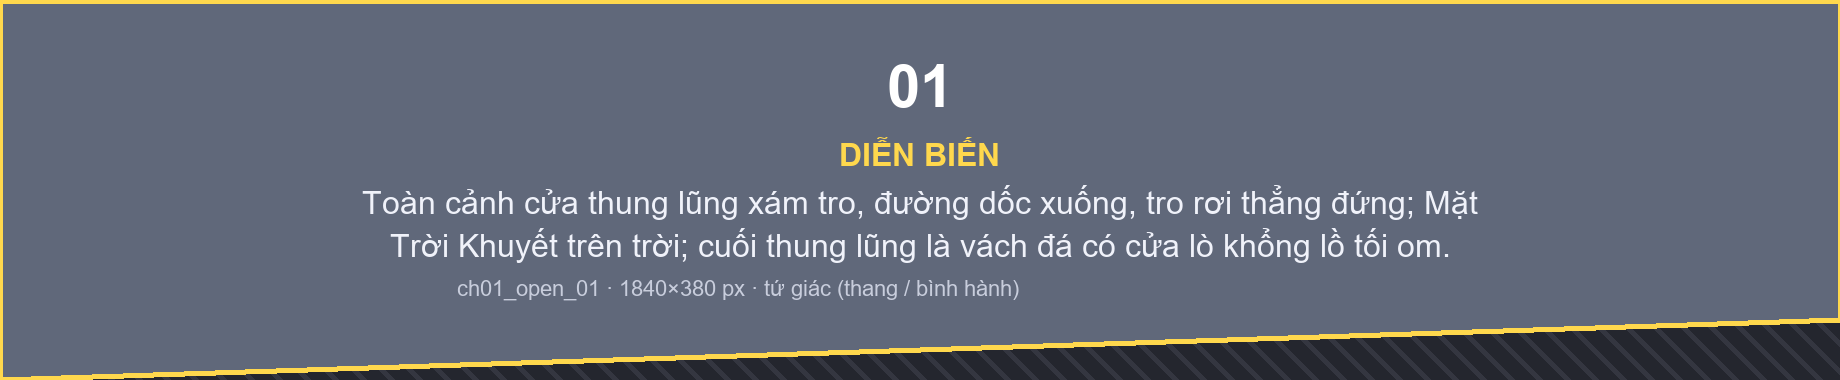 01
DIỄN BIẾN
Toàn cảnh cửa thung lũng xám tro, đường dốc xuống, tro rơi thẳng đứng; Mặt
Trời Khuyết trên trời; cuối thung lũng là vách đá có cửa lò khổng lồ tối om.
ch01_open_01 · 1840×380 px · tứ giác (thang / bình hành)